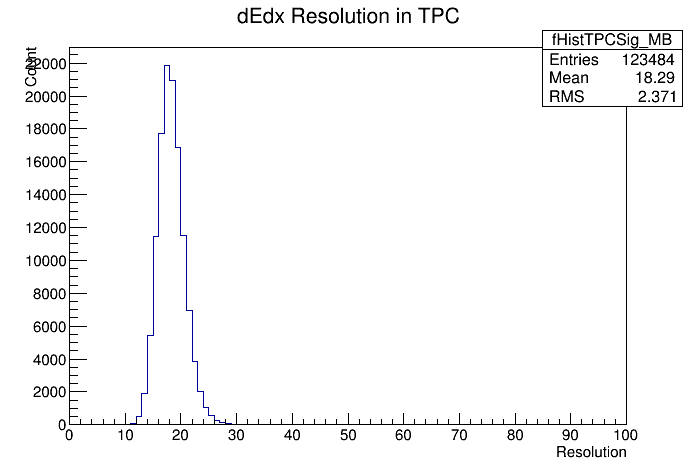 dEdx Resolution in TPC
fHistTPCSig_MB
Entries 123484
Mean 18.29
RMS 2.371
Count
22000
20000
18000
16000
14000
12000
10000
8000
6000
4000
2000
0
0 10 20 30 40 50 60 70 80 90 100
Resolution